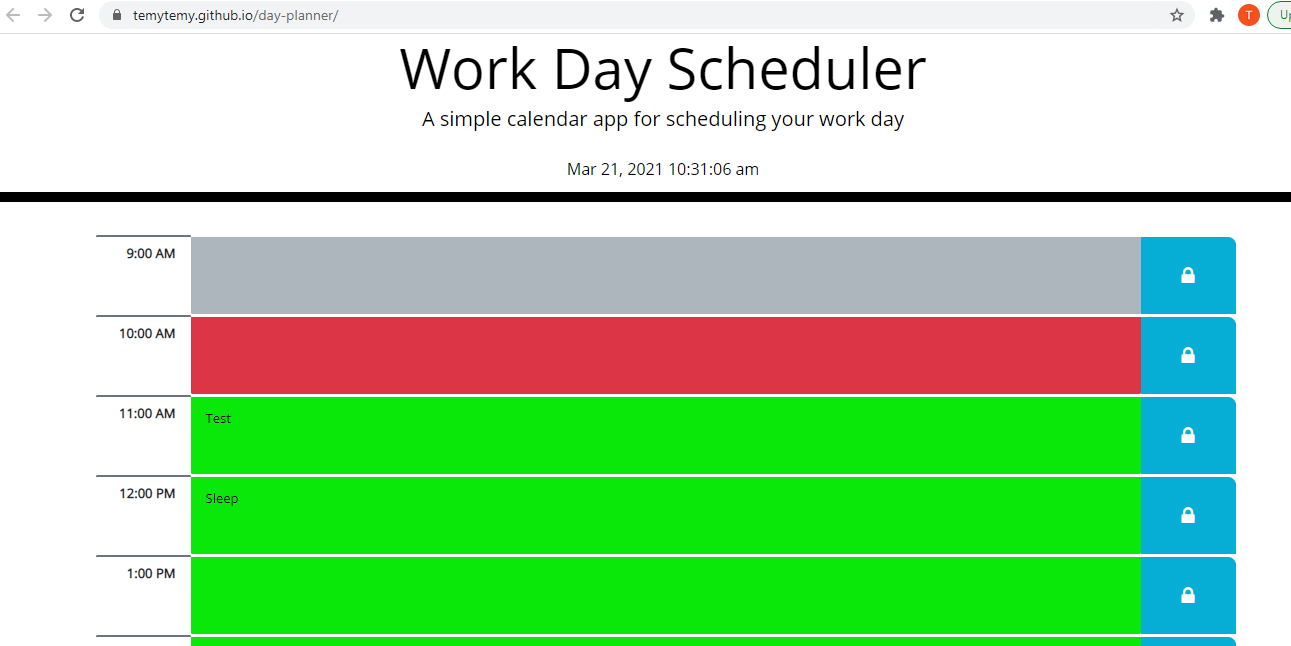 temytemy.github.io/day-planner/
T
Work Day Scheduler
A simple calendar app for scheduling your work day
Mar 21, 2021 10:31:06 am
9:00 AM
10:00 AM
11:00 AM
Test
12:00 PM
Sleep
1:00 PM